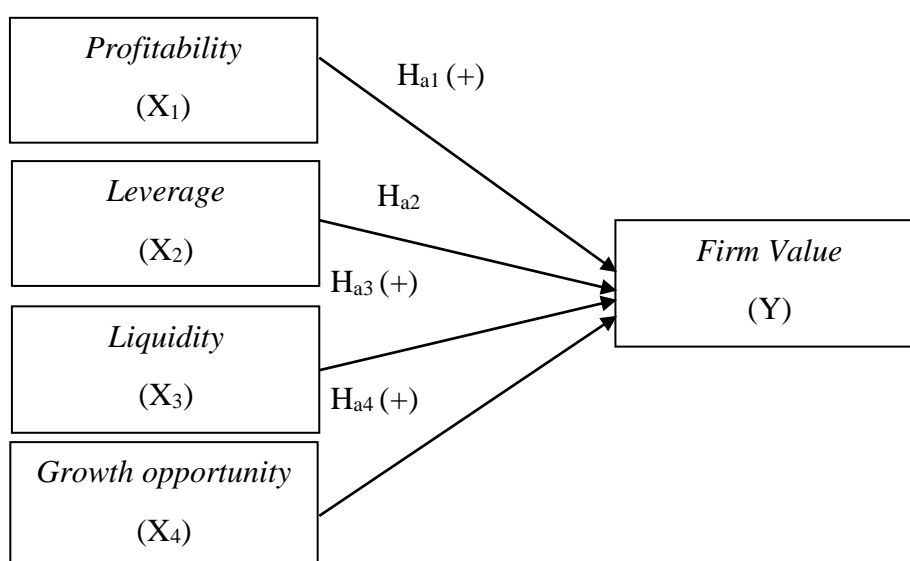 Profitability
(X₁)
Hₐ₁ (+)
Leverage
(X₂)
Hₐ₂
Hₐ₃ (+)
Liquidity
(X₃)
Hₐ₄ (+)
Growth opportunity
(X₄)
Firm Value
(Y)